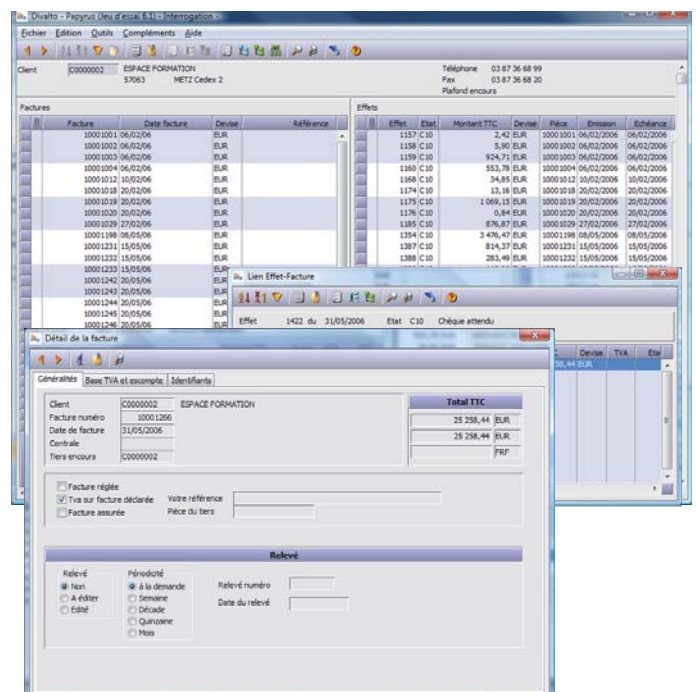 Divalto - Papyrus (Jeu d'essai 6.1) - Interrogation -
Fichier Edition Outils Compléments Aide
Client C0000002 ESPACE FORMATION Téléphone 03 87 36 68 99
57063 METZ Cedex 2 Fax 03 87 36 68 20
Plafond encours
Factures Effets
Facture Date facture Devise Référence Effet Etat Montant TTC Devise Pièce Emission Echéance
10001001 06/02/06 EUR 1157 C10 2,42 EUR 10001001 06/02/2006 06/02/2006
10001002 06/02/06 EUR 1158 C10 5,90 EUR 10001002 06/02/2006 06/02/2006
10001003 06/02/06 EUR 1159 C10 924,71 EUR 10001003 06/02/2006 06/02/2006
10001004 06/02/06 EUR 1160 C10 553,78 EUR 10001004 06/02/2006 06/02/2006
10001012 10/02/06 EUR 1168 C10 34,85 EUR 10001012 10/02/2006 10/02/2006
10001018 20/02/06 EUR 1174 C10 13,16 EUR 10001018 20/02/2006 20/02/2006
10001019 20/02/06 EUR 1175 C10 1 069,15 EUR 10001019 20/02/2006 20/02/2006
10001020 20/02/06 EUR 1176 C10 0,84 EUR 10001020 20/02/2006 20/02/2006
10001029 27/02/06 EUR 1185 C10 876,87 EUR 10001029 27/02/2006 27/02/2006
10001198 08/05/06 EUR 1354 C10 3 476,47 EUR 10001198 08/05/2006 08/05/2006
10001231 15/05/06 EUR 1387 C10 814,37 EUR 10001231 15/05/2006 15/05/2006
10001232 15/05/06 EUR 1388 C10 283,49 EUR 10001232 15/05/2006 15/05/2006
10001233 15/05/06 EUR
10001242 20/05/06 EUR
10001243 20/05/06 EUR
10001244 20/05/06 EUR
10001245 20/05/06 EUR
10001246 20/05/06 EUR
Lien Effet-Facture
Effet 1422 du 31/05/2006 Etat C10 Chèque attendu
Devise TVA Eta
58,44 EUR
Détail de la facture
Généralités Base TVA et escompte Identifiants
Client C0000002 ESPACE FORMATION Total TTC
Facture numéro 10001266 25 258,44 EUR
Date de facture 31/05/2006 25 258,44 EUR
Centrale FRF
Tiers encours C0000002
Facture réglée
Tva sur facture déclarée Votre référence
Facture assurée Pièce du tiers
Relevé
Relevé Périodicité
Non à la demande Relevé numéro
A éditer Semaine Date du relevé
Edité Décade
Quinzaine
Mois